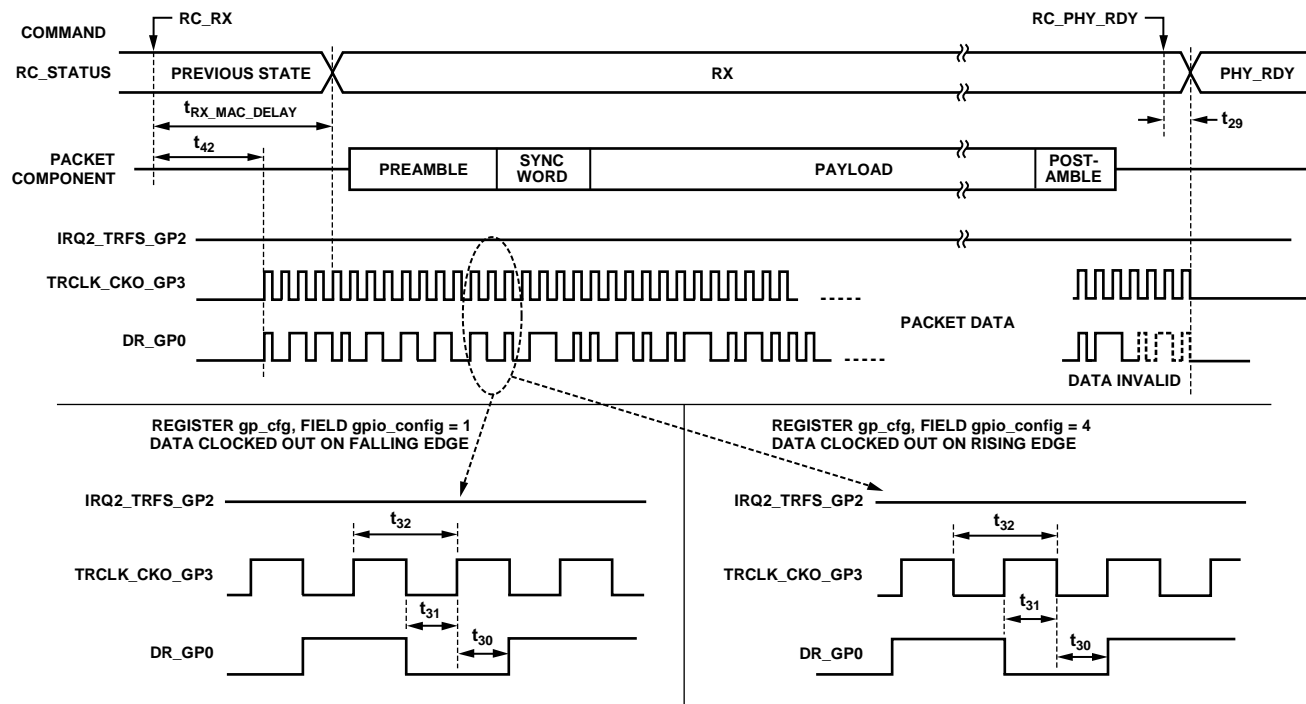 RC_RX
RC_PHY_RDY
COMMAND
RC_STATUS
PREVIOUS STATE
RX
PHY_RDY
tRX_MAC_DELAY
t29
t42
PACKET
COMPONENT
PREAMBLE
SYNC
WORD
PAYLOAD
POST-
AMBLE
IRQ2_TRFS_GP2
TRCLK_CKO_GP3
PACKET DATA
DR_GP0
DATA INVALID
REGISTER gp_cfg, FIELD gpio_config = 1
DATA CLOCKED OUT ON FALLING EDGE
IRQ2_TRFS_GP2
t32
TRCLK_CKO_GP3
t31
t30
DR_GP0
REGISTER gp_cfg, FIELD gpio_config = 4
DATA CLOCKED OUT ON RISING EDGE
IRQ2_TRFS_GP2
t32
TRCLK_CKO_GP3
t31
t30
DR_GP0